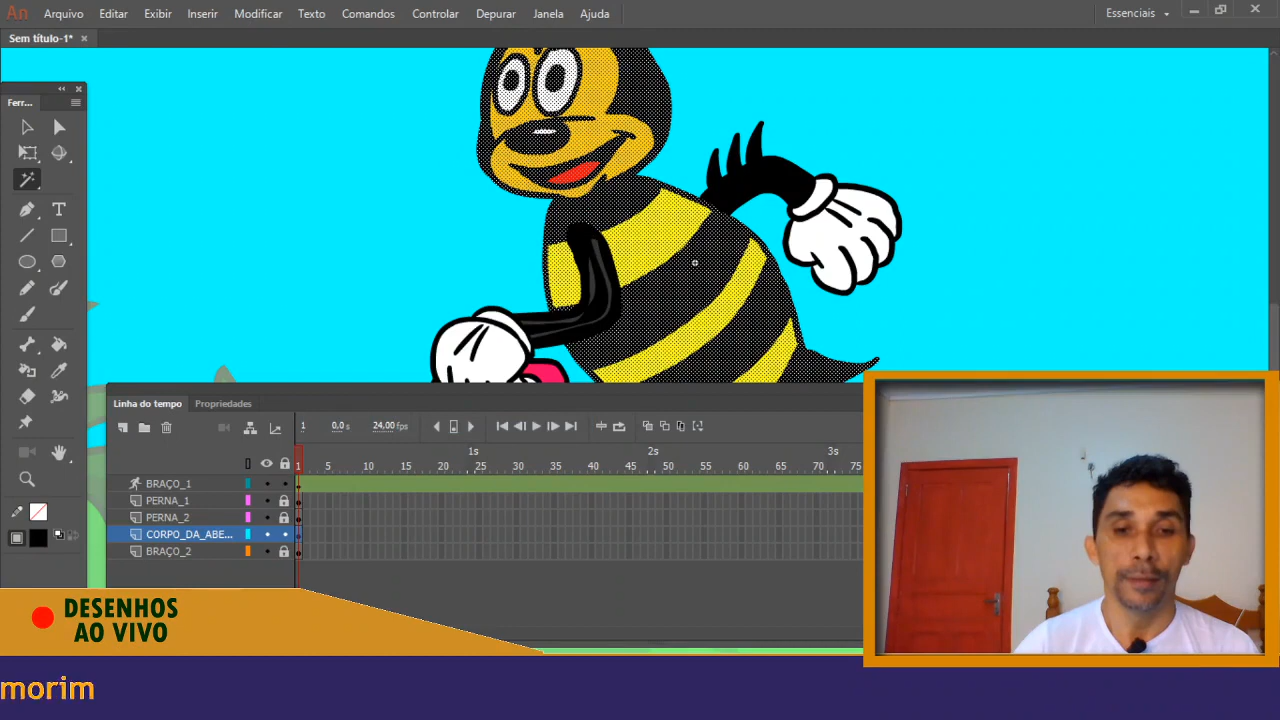 An Arquivo Editar Exibir Inserir Modificar Texto Comandos Controlar Depurar Janela Ajuda Essenciais
Sem título-1*
Ferr...
T
Linha do tempo Propriedades
1 0,0 s 24,00 fps
1s 2s 3s
1 5 10 15 20 25 30 35 40 45 50 55 60 65 70 75
BRAÇO_1
PERNA_1
PERNA_2
CORPO_DA_ABE...
BRAÇO_2
DESENHOS
AO VIVO
morim